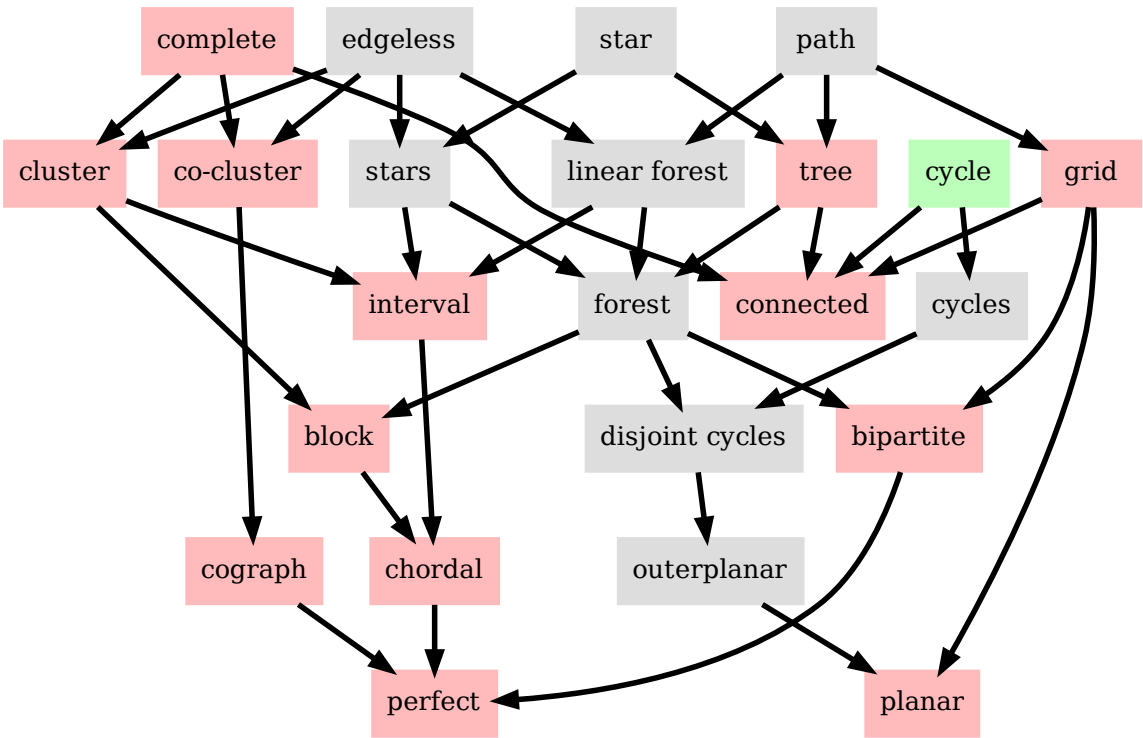 complete
edgeless
star
path
cluster
co-cluster
stars
linear forest
tree
cycle
grid
interval
forest
connected
cycles
block
disjoint cycles
bipartite
cograph
chordal
outerplanar
perfect
planar